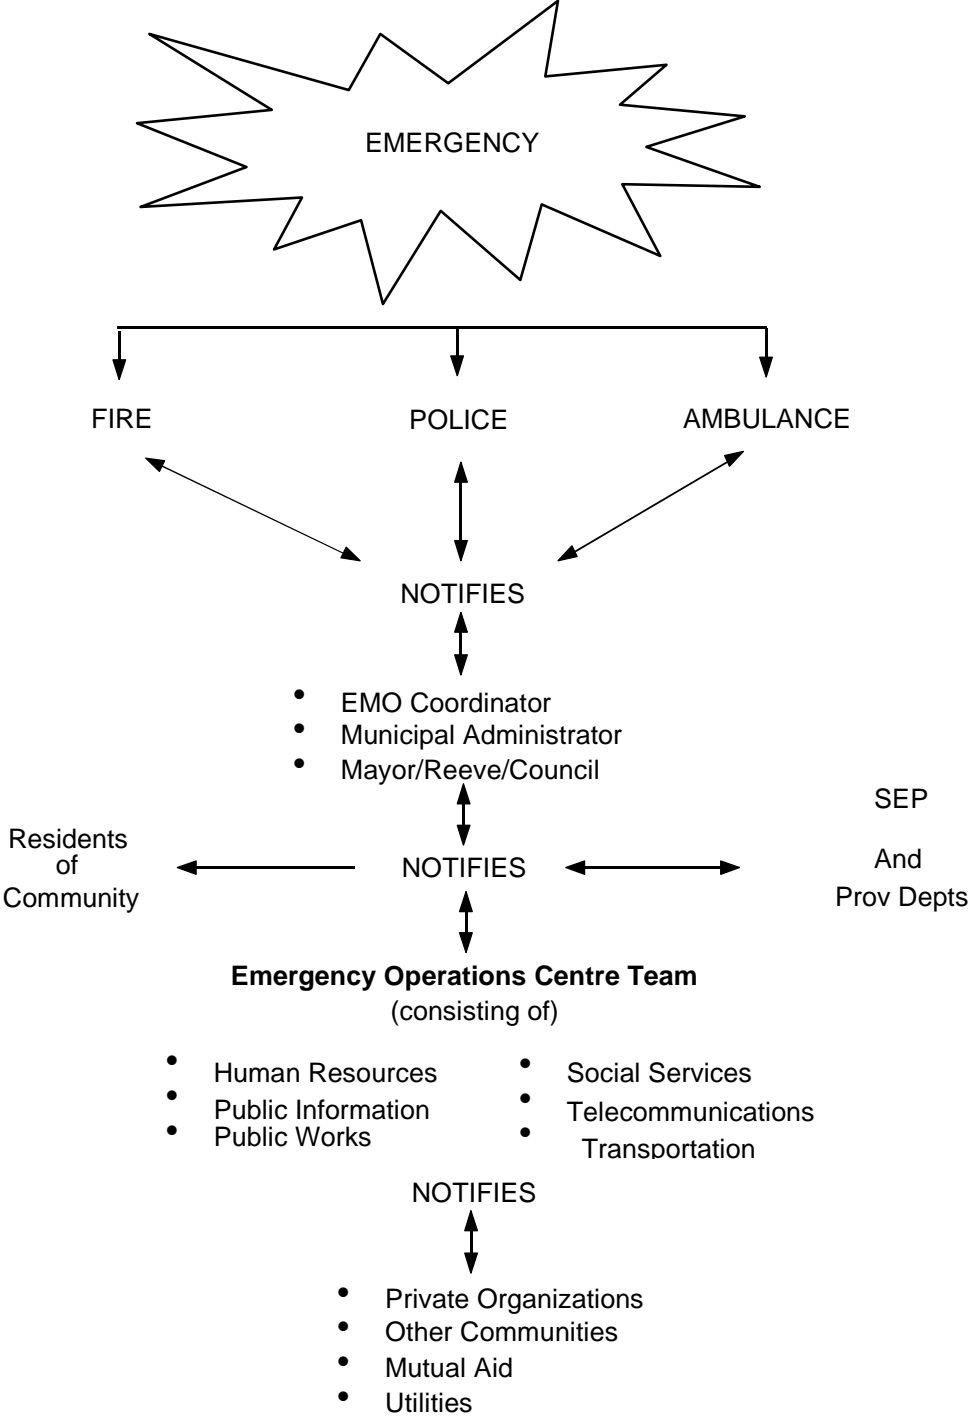 EMERGENCY
FIRE
POLICE
AMBULANCE
NOTIFIES
• EMO Coordinator
• Municipal Administrator
• Mayor/Reeve/Council
Residents
of
Community
NOTIFIES
SEP
And
Prov Depts
Emergency Operations Centre Team
(consisting of)
• Human Resources
• Public Information
• Public Works
• Social Services
• Telecommunications
• Transportation
NOTIFIES
• Private Organizations
• Other Communities
• Mutual Aid
• Utilities